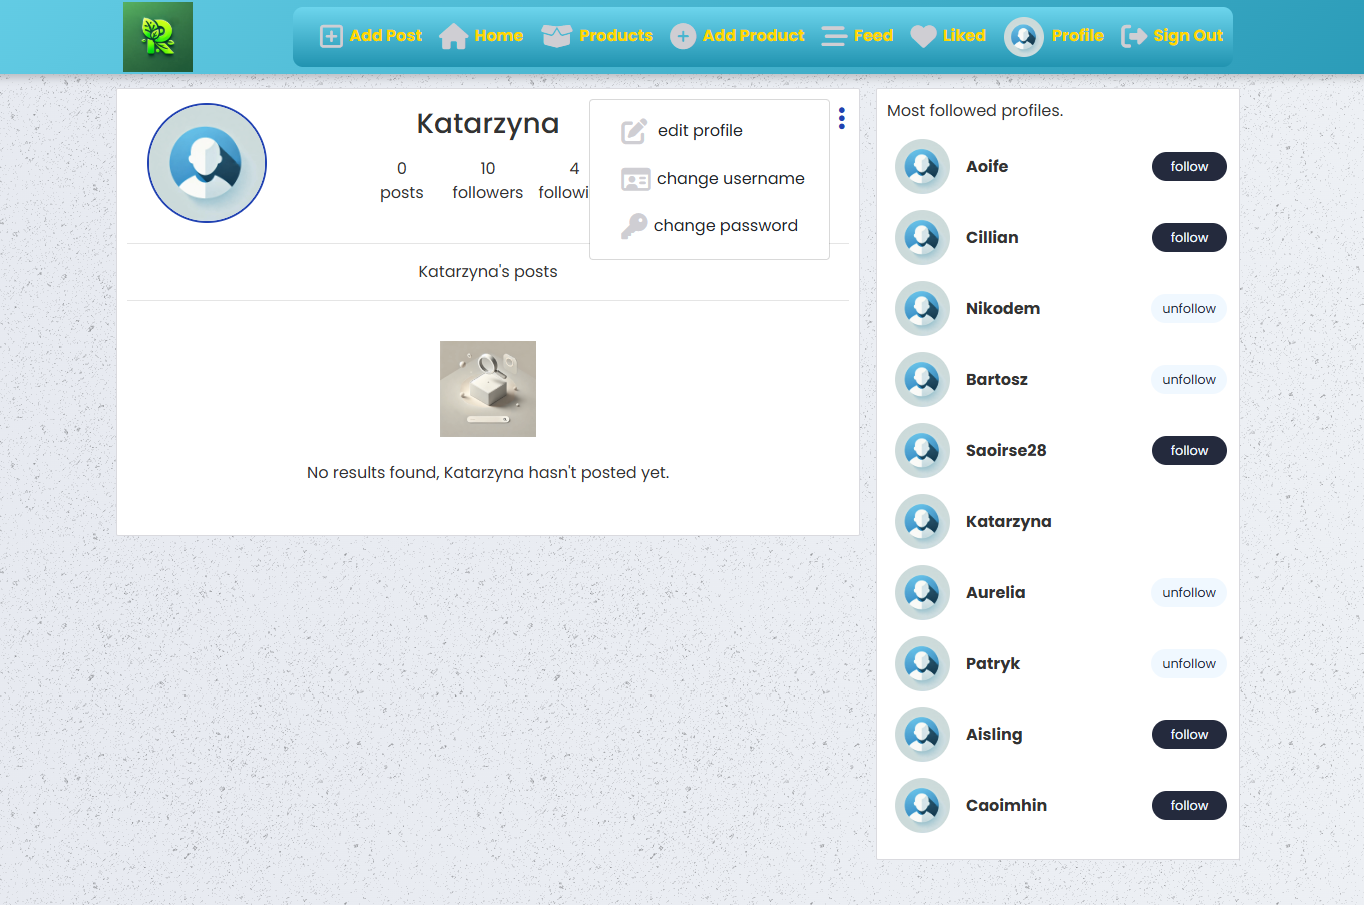 Add Post Home Products Add Product Feed Liked Profile Sign Out
Katarzyna
0 10 4
posts followers followi
edit profile
change username
change password
Katarzyna's posts
No results found, Katarzyna hasn't posted yet.
Most followed profiles.
Aoife follow
Cillian follow
Nikodem unfollow
Bartosz unfollow
Saoirse28 follow
Katarzyna
Aurelia unfollow
Patryk unfollow
Aisling follow
Caoimhin follow